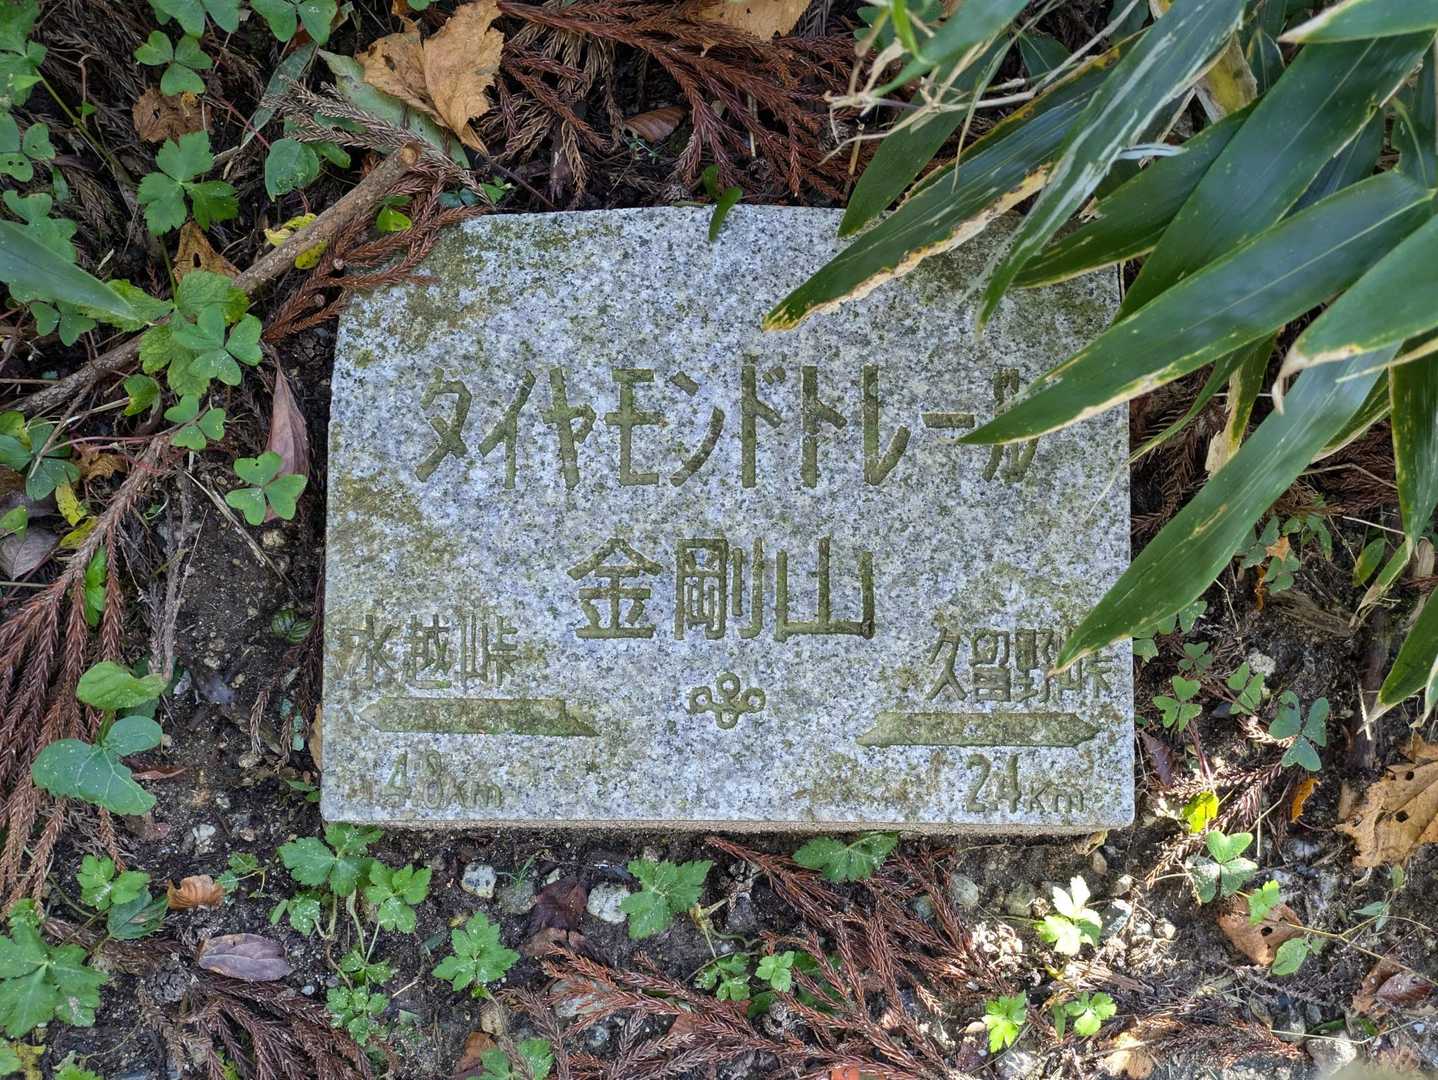 ダイヤモンドトレール
金剛山
水越峠
久留野峠
4.8Km
2.4Km